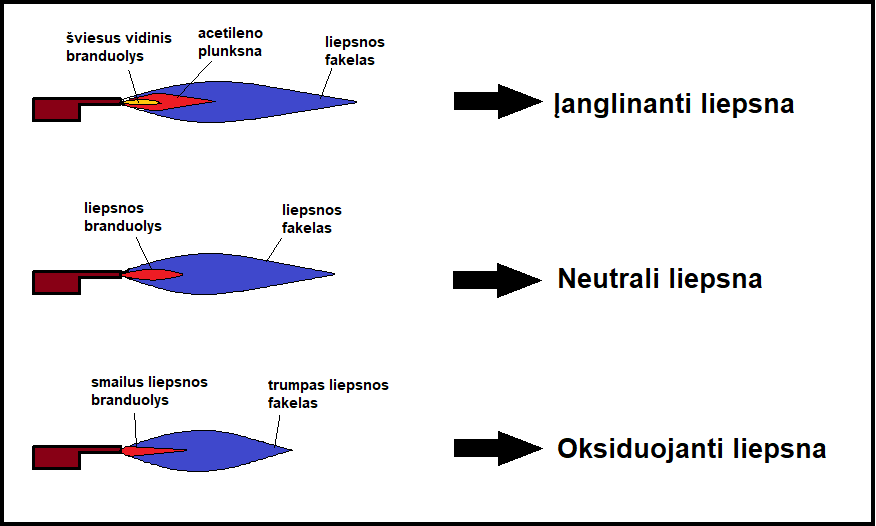 šviesus vidinis
branduolys
acetileno
plunksna
liepsnos
fakelas
Įanglinanti liepsna
liepsnos
branduolys
liepsnos
fakelas
Neutrali liepsna
smailus liepsnos
branduolys
trumpas liepsnos
fakelas
Oksiduojanti liepsna